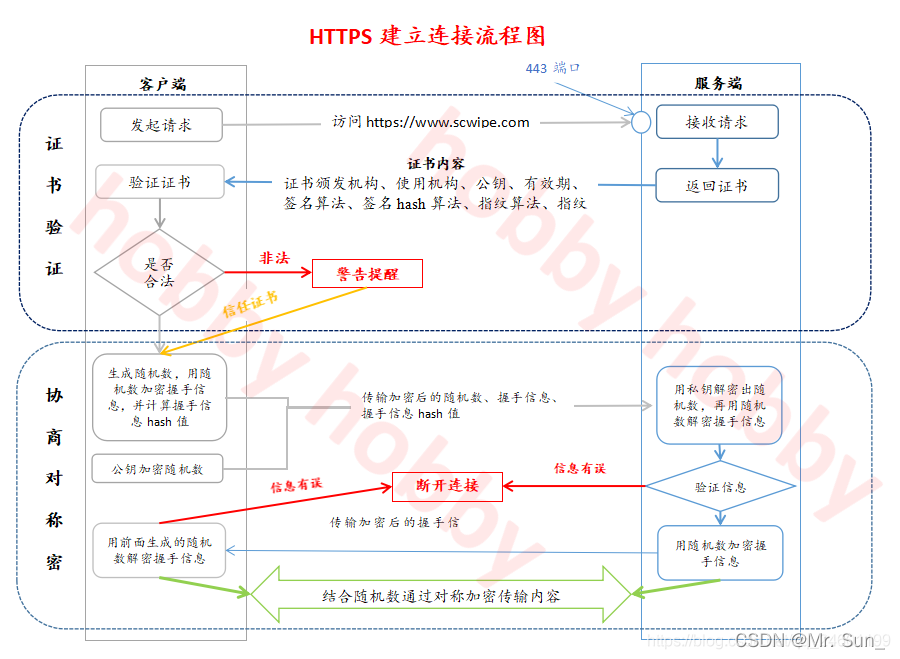 HTTPS 建立连接流程图
443 端口
客户端
服务端
发起请求
访问 https://www.scwipe.com
接收请求
证
书
验
证
证书内容
验证证书
证书颁发机构、使用机构、公钥、有效期、
签名算法、签名 hash 算法、指纹算法、指纹
返回证书
是否
合法
非法
警告提醒
信任证书
协
商
对
称
密
生成随机数，用随
机数加密握手信
息，并计算握手信
息 hash 值
传输加密后的随机数、握手信息、
握手信息 hash 值
用私钥解密出随
机数，再用随机
数解密握手信息
公钥加密随机数
信息有误
断开连接
信息有误
验证信息
传输加密后的握手信
用前面生成的随机
数解密握手信息
用随机数加密握
手信息
结合随机数通过对称加密传输内容
hobby hobby
hobby hobby
CSDN @Mr. Sun_